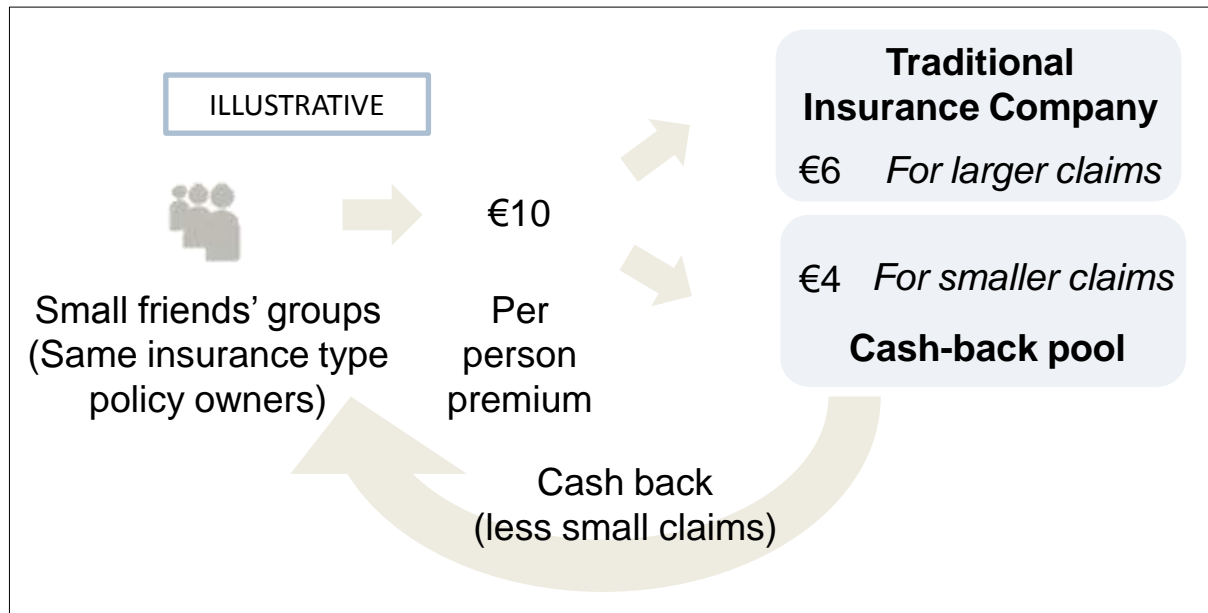 ILLUSTRATIVE
Small friends’ groups
(Same insurance type
policy owners)
€10
Per
person
premium
Traditional
Insurance Company
€6 For larger claims
€4 For smaller claims
Cash-back pool
Cash back
(less small claims)